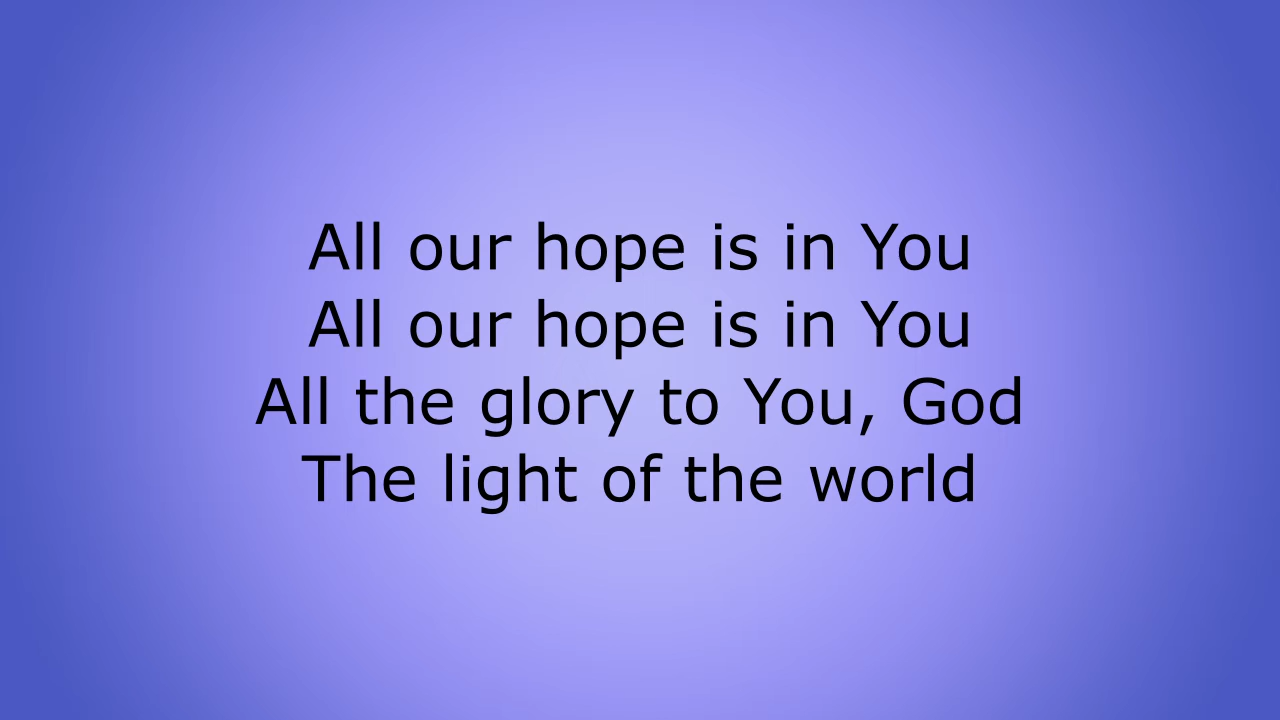 All our hope is in You
All our hope is in You
All the glory to You, God
The light of the world